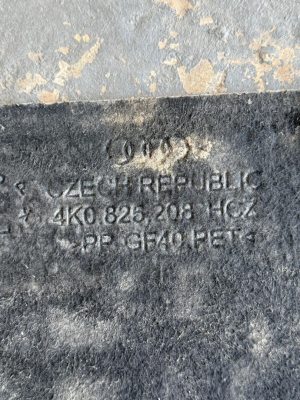 CZECH REPUBLIC
4K0.825.208 HCZ
>PP GF40.PET<